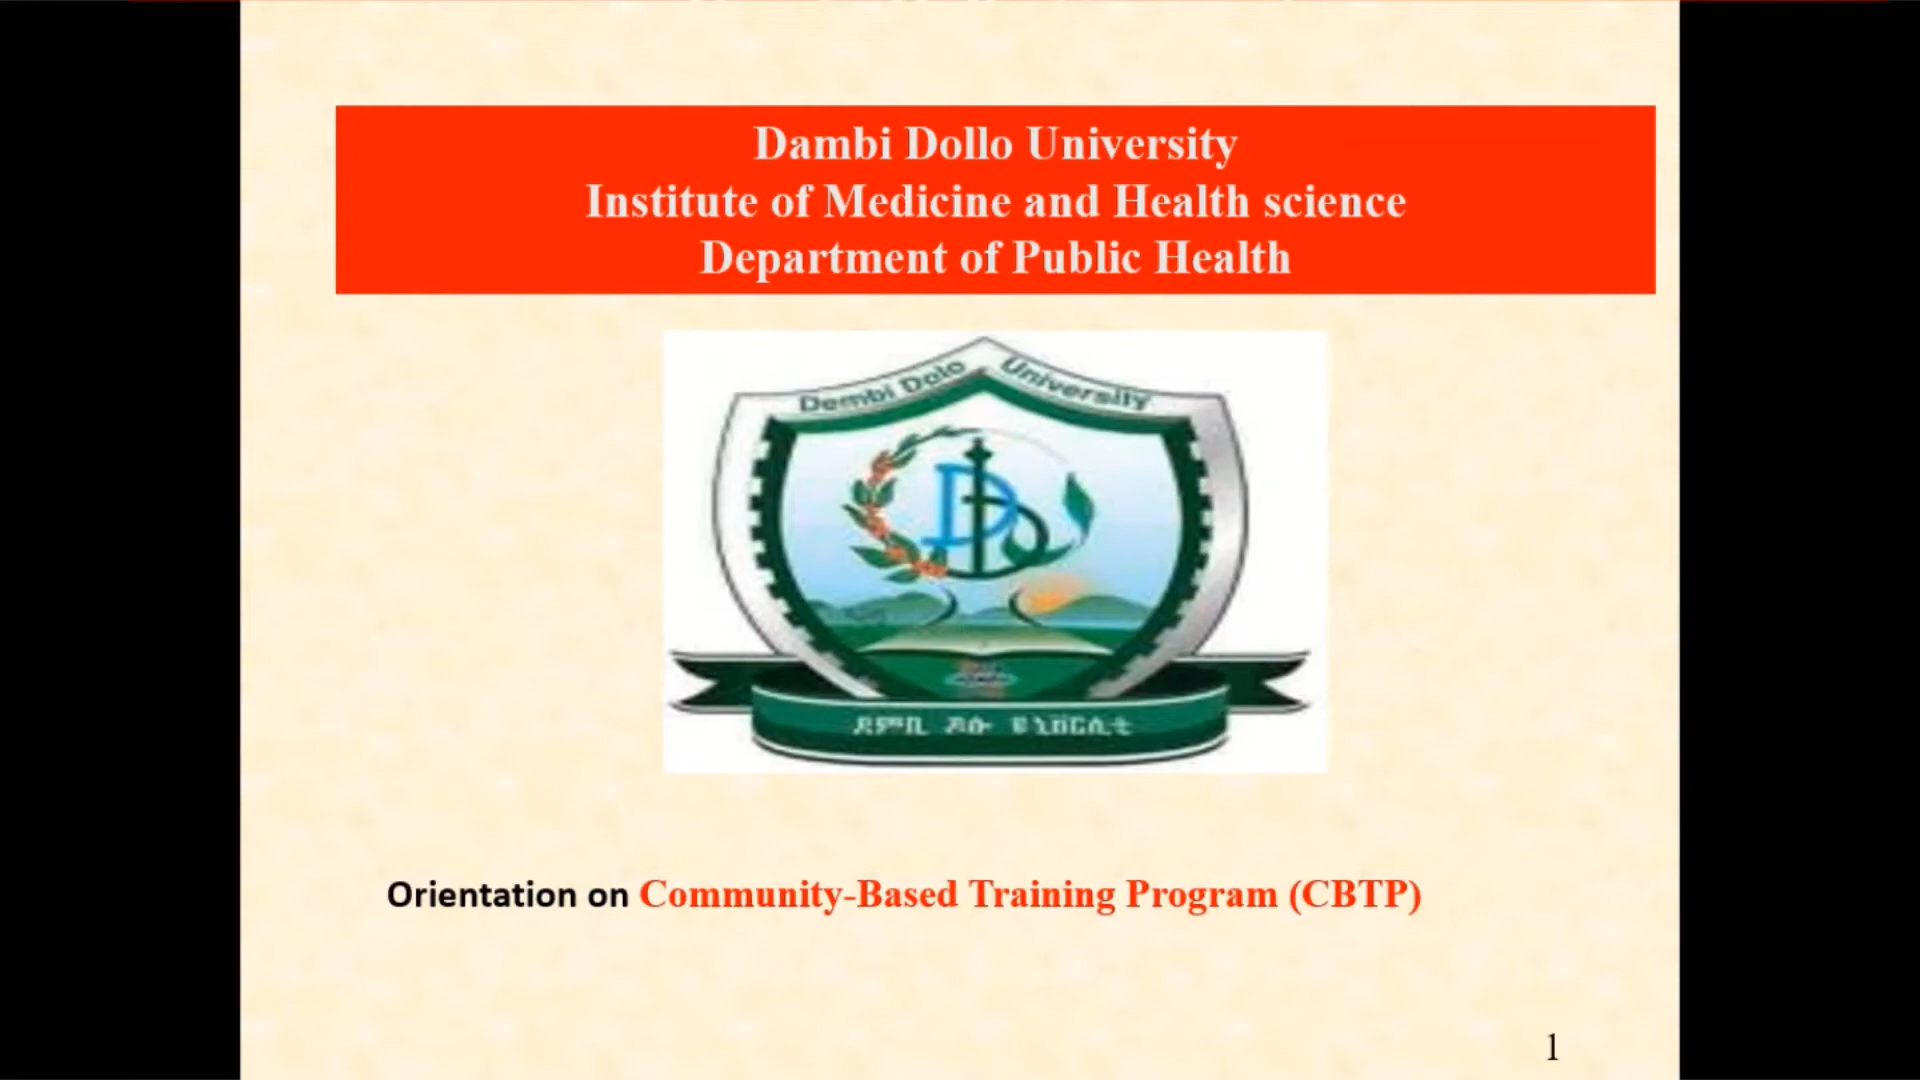 Dambi Dollo University
Institute of Medicine and Health science
Department of Public Health
Dembi Dolo University
ደምቢ ዶሎ ዩኒቨርሲቲ
Orientation on Community-Based Training Program (CBTP)
1